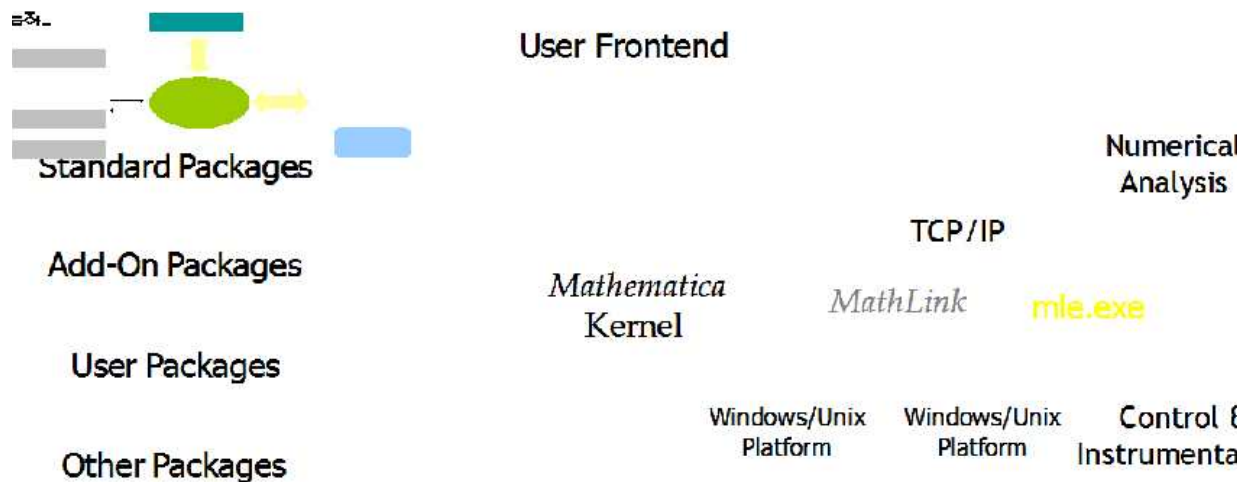 User Frontend
Numerical
Analysis
Standard Packages
TCP/IP
Add-On Packages
Mathematica
Kernel
MathLink
mle.exe
User Packages
Windows/Unix
Platform
Windows/Unix
Platform
Control &
Instrumenta
Other Packages